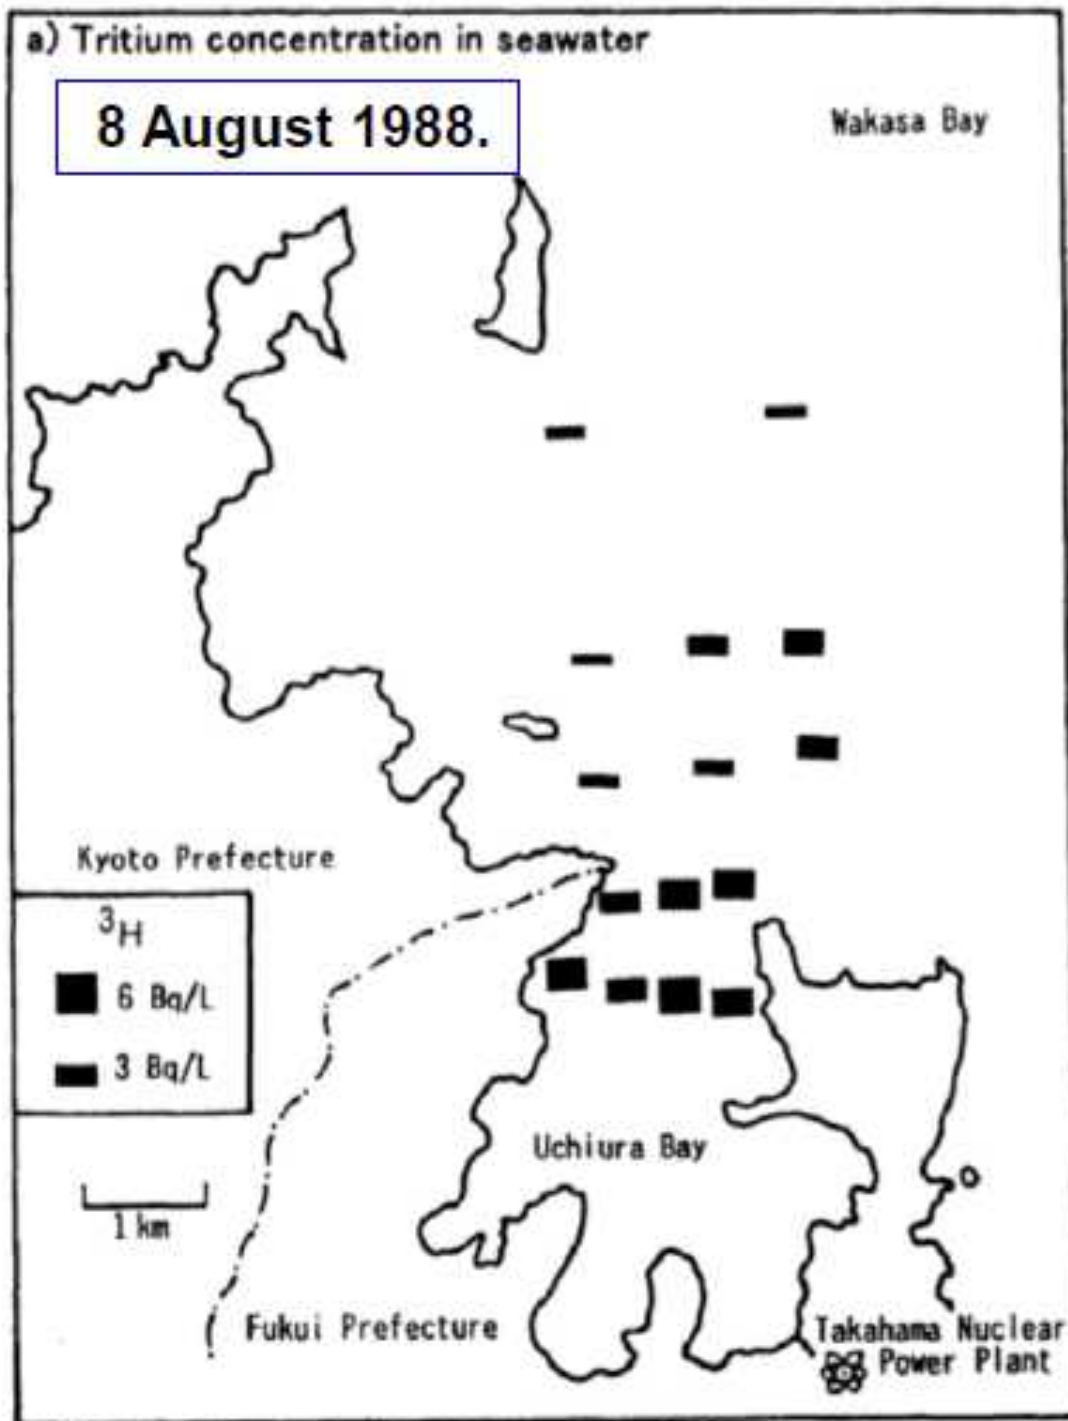 a) Tritium concentration in seawater
8 August 1988.
Wakasa Bay
Kyoto Prefecture
³H
6 Bq/L
3 Bq/L
Uchiura Bay
1 km
Fukui Prefecture
Takahama Nuclear
Power Plant